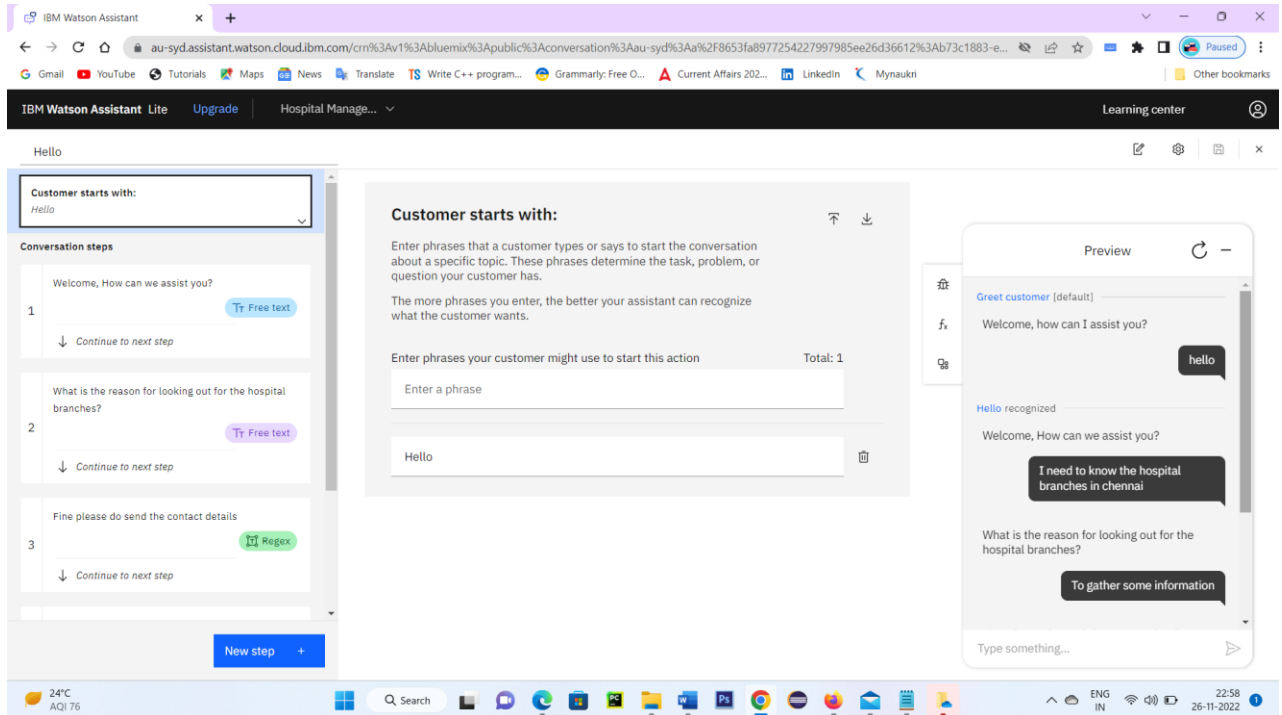 IBM Watson Assistant
au-syd.assistant.watson.cloud.ibm.com/crn%3Av1%3Abluemix%3Apublic%3Aconversation%3Aau-syd%3Aa%2F8653fa8977254227997985ee26d36612%3Ab73c1883-e...
Paused
Gmail YouTube Tutorials Maps News Translate Write C++ program... Grammarly: Free O... Current Affairs 202... LinkedIn Mynaukri Other bookmarks
IBM Watson Assistant Lite Upgrade Hospital Manage... Learning center
Hello
Customer starts with:
Hello
Conversation steps
1
Welcome, How can we assist you?
Free text
Continue to next step
2
What is the reason for looking out for the hospital
branches?
Free text
Continue to next step
3
Fine please do send the contact details
Regex
Continue to next step
New step +
Customer starts with:
Enter phrases that a customer types or says to start the conversation
about a specific topic. These phrases determine the task, problem, or
question your customer has.
The more phrases you enter, the better your assistant can recognize
what the customer wants.
Enter phrases your customer might use to start this action Total: 1
Enter a phrase
Hello
Preview
Greet customer [default]
Welcome, how can I assist you?
hello
Hello recognized
Welcome, How can we assist you?
I need to know the hospital
branches in chennai
What is the reason for looking out for the
hospital branches?
To gather some information
Type something...
24°C
AQI 76
Search
ENG
IN
22:58
26-11-2022
1